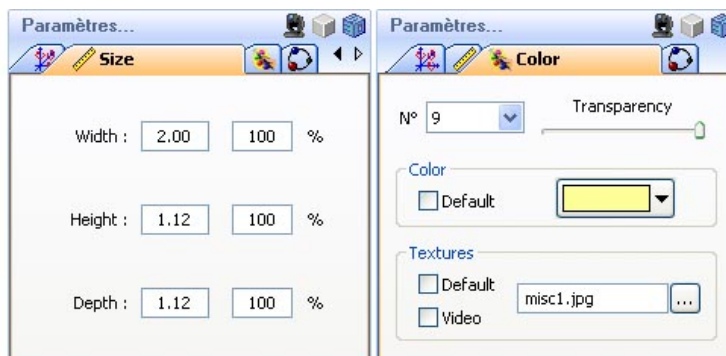 Paramètres...
Size
Width : 2.00 100 %
Height : 1.12 100 %
Depth : 1.12 100 %
Paramètres...
Color
N° 9 Transparency
Color
Default
Textures
Default
misc1.jpg ...
Video